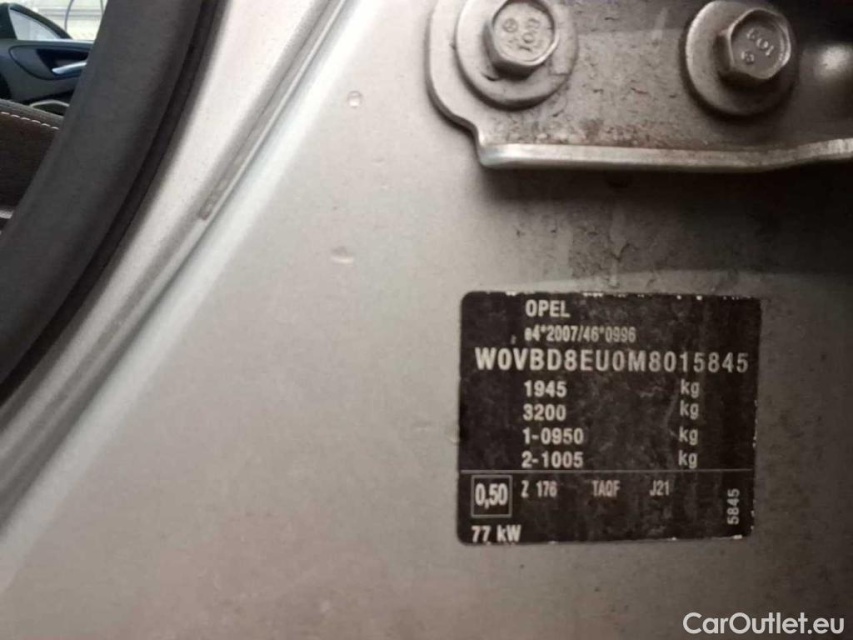 OPEL
e4*2007/46*0996
W0VBD8EU0M8015845
1945 kg
3200 kg
1-0950 kg
2-1005 kg
0,50 Z 176 TAQF J21
5845
77 kW
CarOutlet.eu